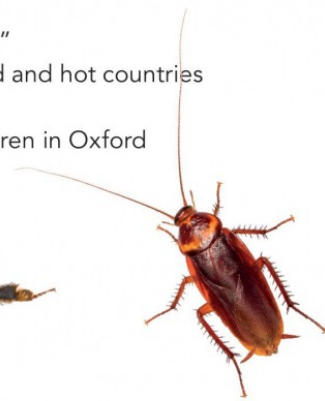 ”
d and hot countries
ren in Oxford